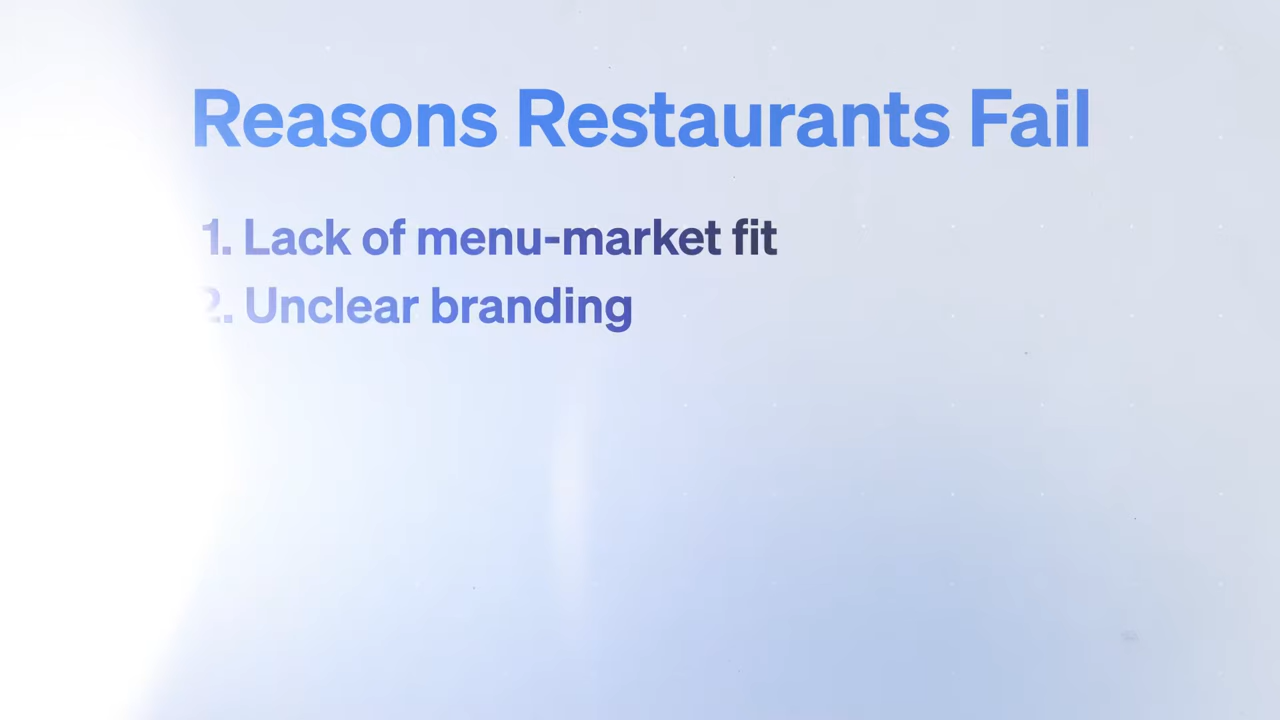 Reasons Restaurants Fail
1. Lack of menu-market fit
2. Unclear branding